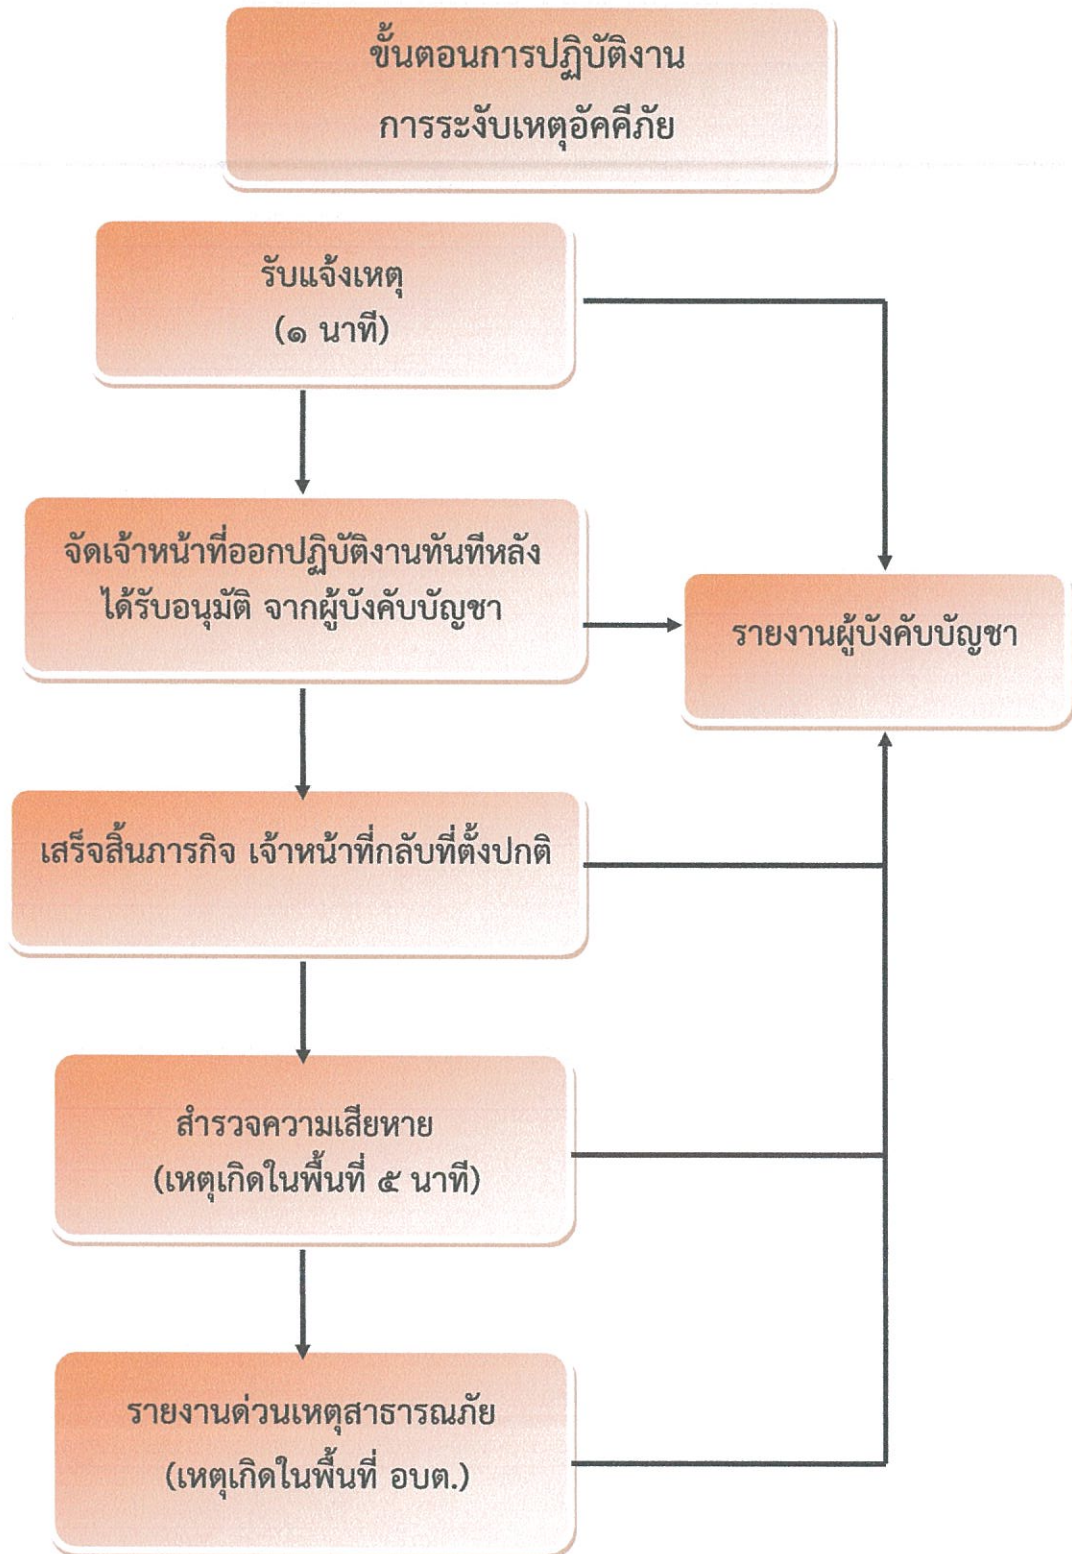 ขั้นตอนการปฏิบัติงาน
การระงับเหตุอัคคีภัย
รับแจ้งเหตุ
(๑ นาที)
จัดเจ้าหน้าที่ออกปฏิบัติงานทันทีหลัง
ได้รับอนุมัติ จากผู้บังคับบัญชา
รายงานผู้บังคับบัญชา
เสร็จสิ้นภารกิจ เจ้าหน้าที่กลับที่ตั้งปกติ
สำรวจความเสียหาย
(เหตุเกิดในพื้นที่ ๕ นาที)
รายงานด่วนเหตุสาธารณภัย
(เหตุเกิดในพื้นที่ อบต.)